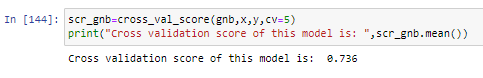 In [144]: scr_gnb=cross_val_score(gnb,x,y,cv=5)
print("Cross validation score of this model is: ",scr_gnb.mean())
Cross validation score of this model is:  0.736